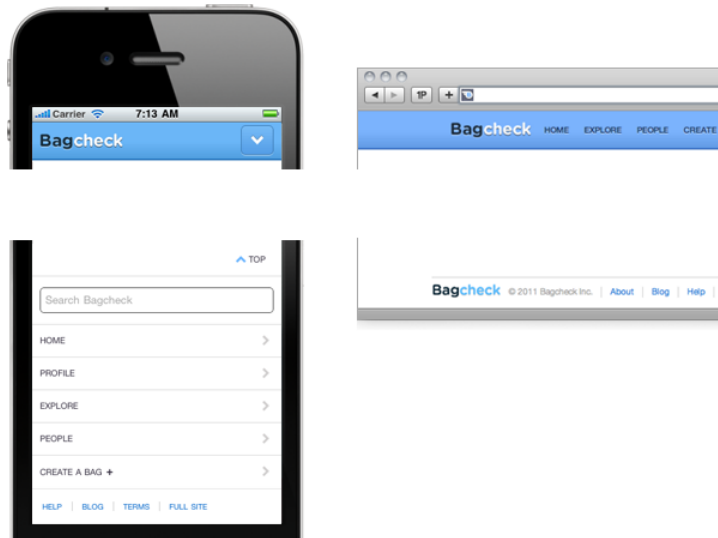 Carrier 7:13 AM
Bagcheck
TOP
Search Bagcheck
HOME
PROFILE
EXPLORE
PEOPLE
CREATE A BAG +
HELP | BLOG | TERMS | FULL SITE
1P +
Bagcheck HOME EXPLORE PEOPLE CREATE
Bagcheck © 2011 Bagcheck Inc. | About | Blog | Help |